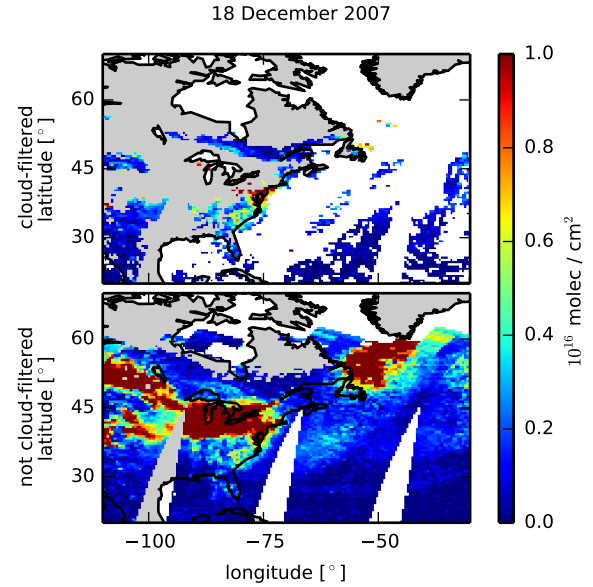 18 December 2007
cloud-filtered
latitude [°]
60
45
30
not cloud-filtered
latitude [°]
60
45
30
−100
−75
−50
longitude [°]
1.0
0.8
0.6
0.4
0.2
0.0
10¹⁶ molec / cm²